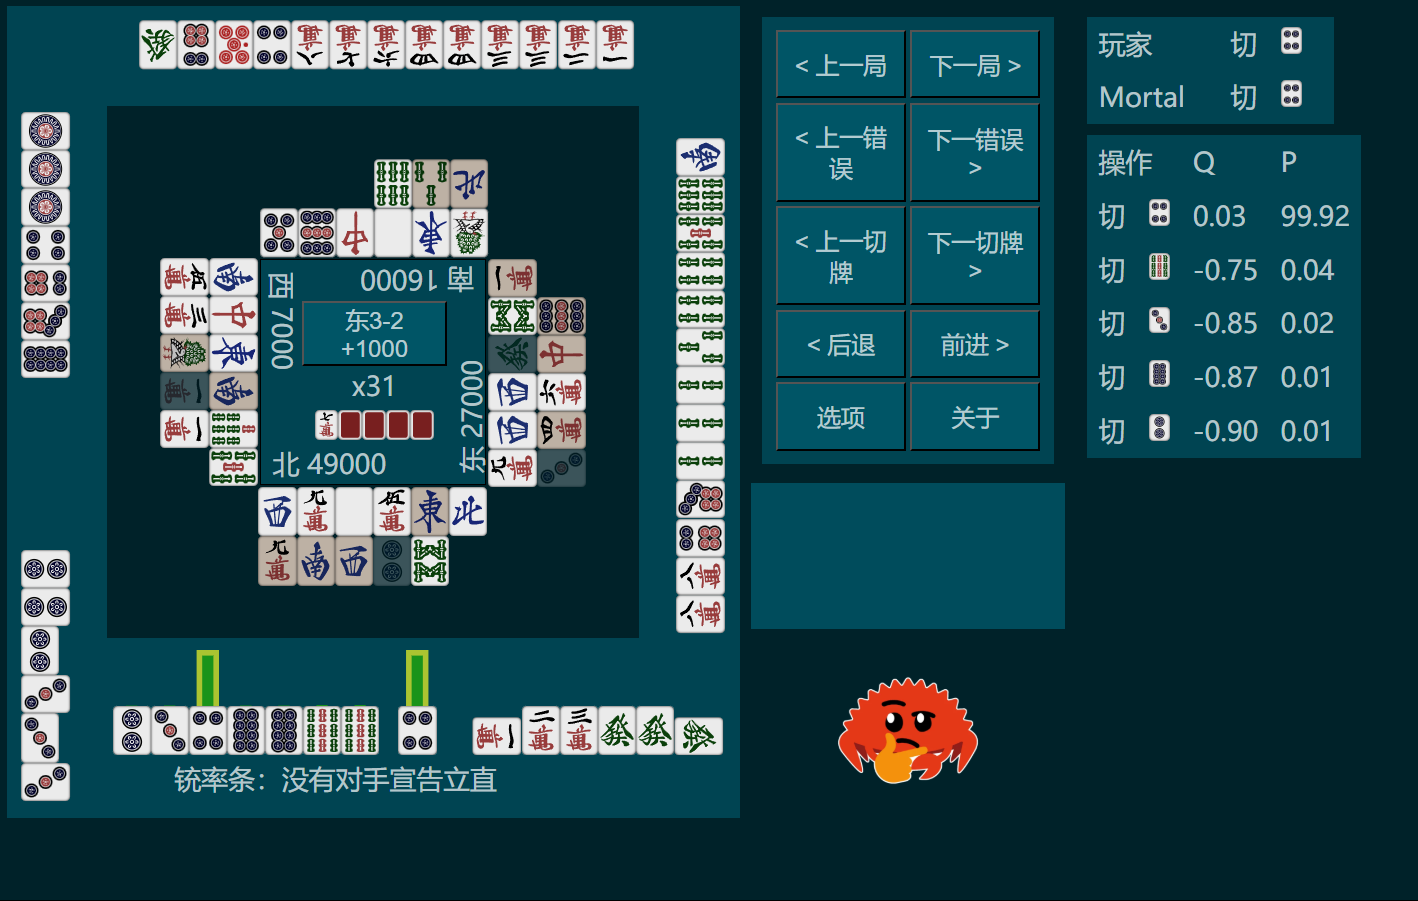 < 上一局
下一局 >
< 上一错误
下一错误 >
< 上一切牌
下一切牌 >
< 后退
前进 >
选项
关于
玩家 切
Mortal 切
操作 Q P
切 0.03 99.92
切 -0.75 0.04
切 -0.85 0.02
切 -0.87 0.01
切 -0.90 0.01
南 16000
西 7000
东3-2
+1000
x31
东 27000
北 49000
铳率条：没有对手宣告立直